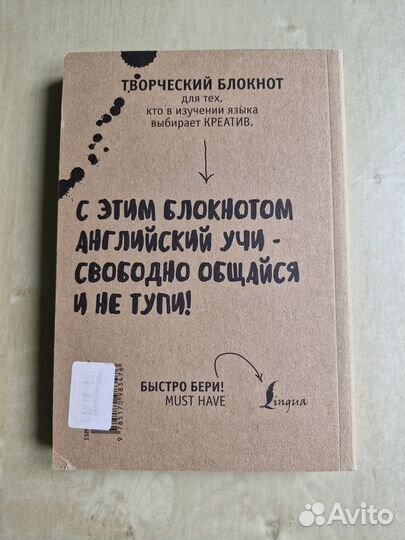 ТВОРЧЕСКИЙ БЛОКНОТ
для тех,
кто в изучении языка
выбирает КРЕАТИВ.
С ЭТИМ БЛОКНОТОМ
АНГЛИЙСКИЙ УЧИ -
СВОБОДНО ОБЩАЙСЯ
И НЕ ТУПИ!
БЫСТРО БЕРИ!
MUST HAVE
Lingua
Avito